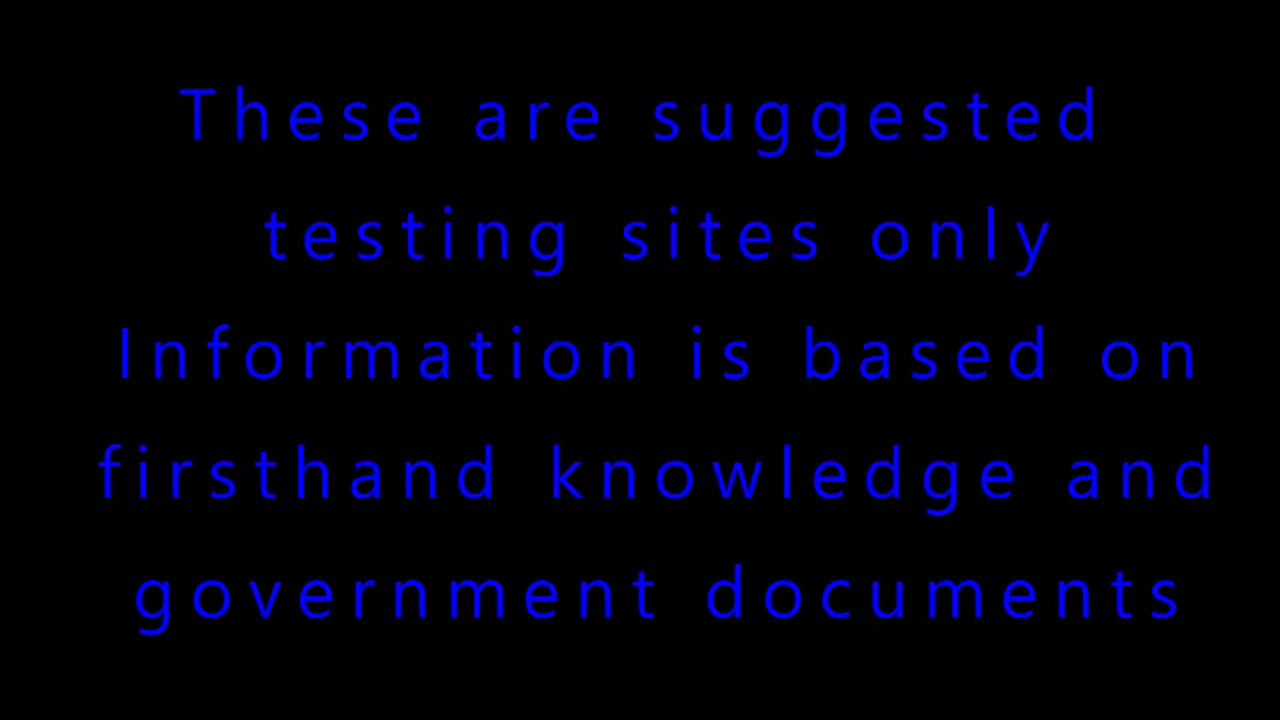 These are suggested
testing sites only
Information is based on
firsthand knowledge and
government documents